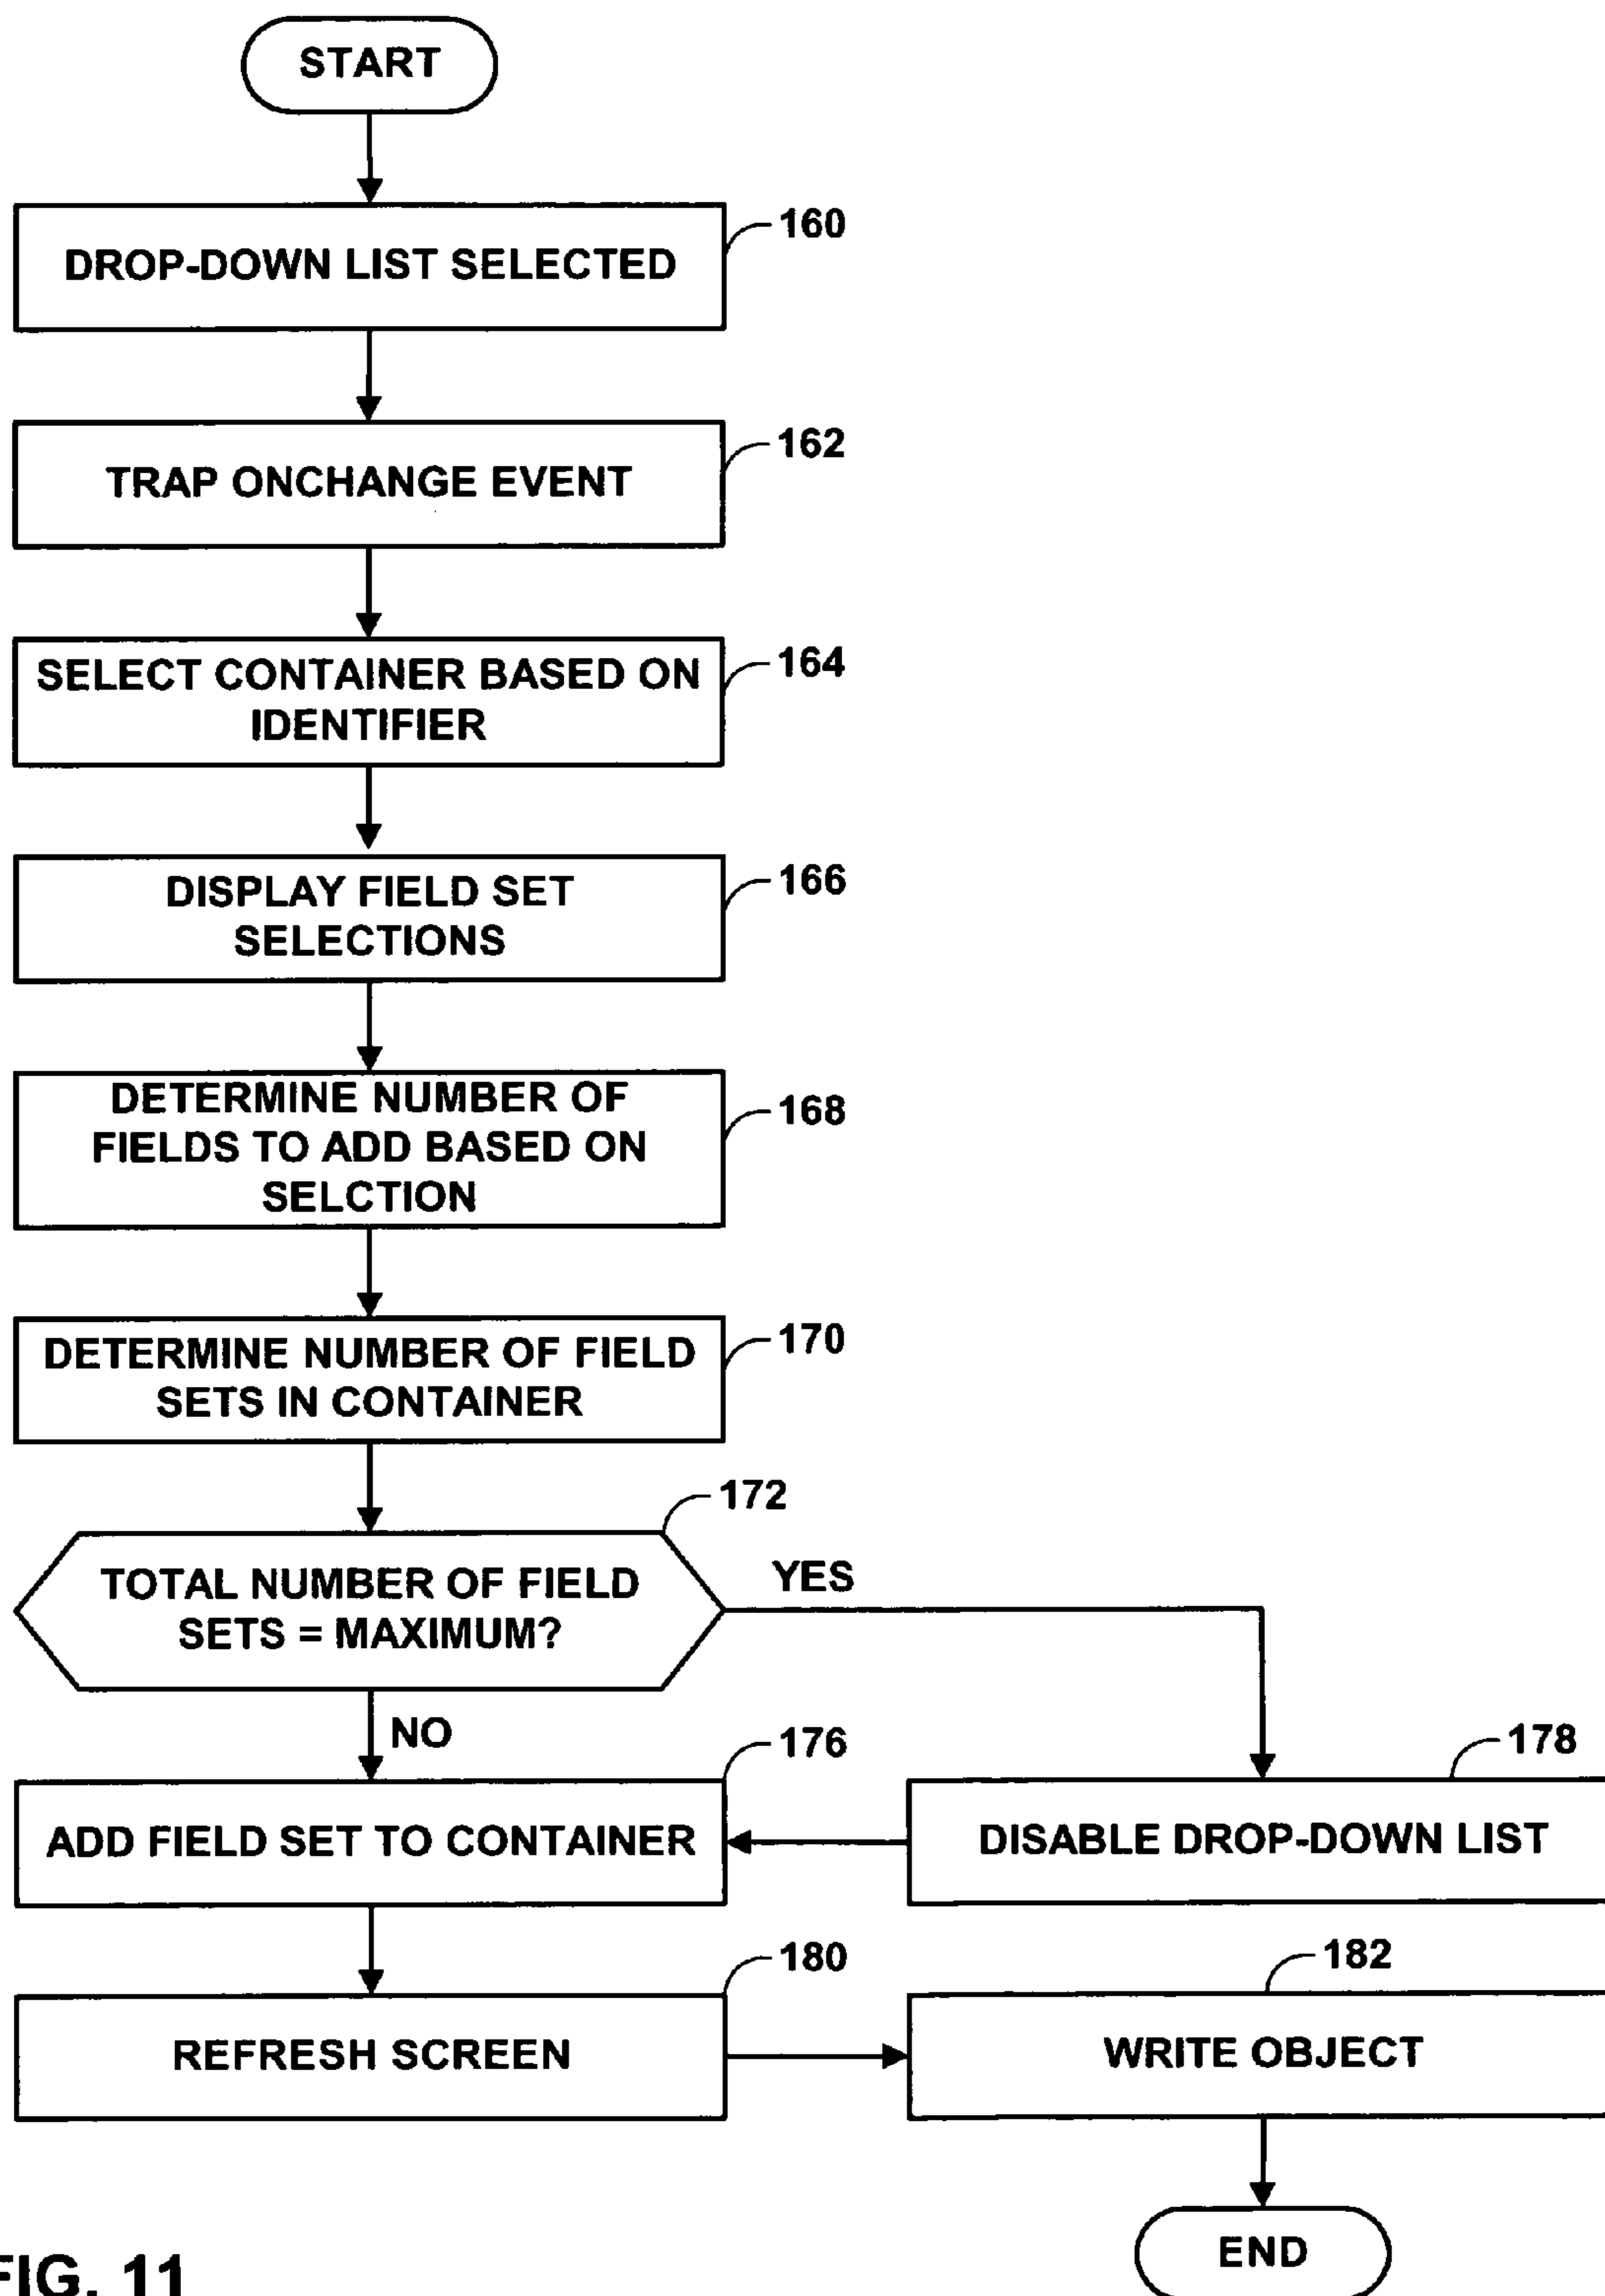 START
DROP-DOWN LIST SELECTED
160
TRAP ONCHANGE EVENT
162
SELECT CONTAINER BASED ON
IDENTIFIER
164
DISPLAY FIELD SET
SELECTIONS
166
DETERMINE NUMBER OF
FIELDS TO ADD BASED ON
SELCTION
168
DETERMINE NUMBER OF FIELD
SETS IN CONTAINER
170
172
TOTAL NUMBER OF FIELD
SETS = MAXIMUM?
YES
NO
176
178
ADD FIELD SET TO CONTAINER
DISABLE DROP-DOWN LIST
180
182
REFRESH SCREEN
WRITE OBJECT
END
FIG. 11